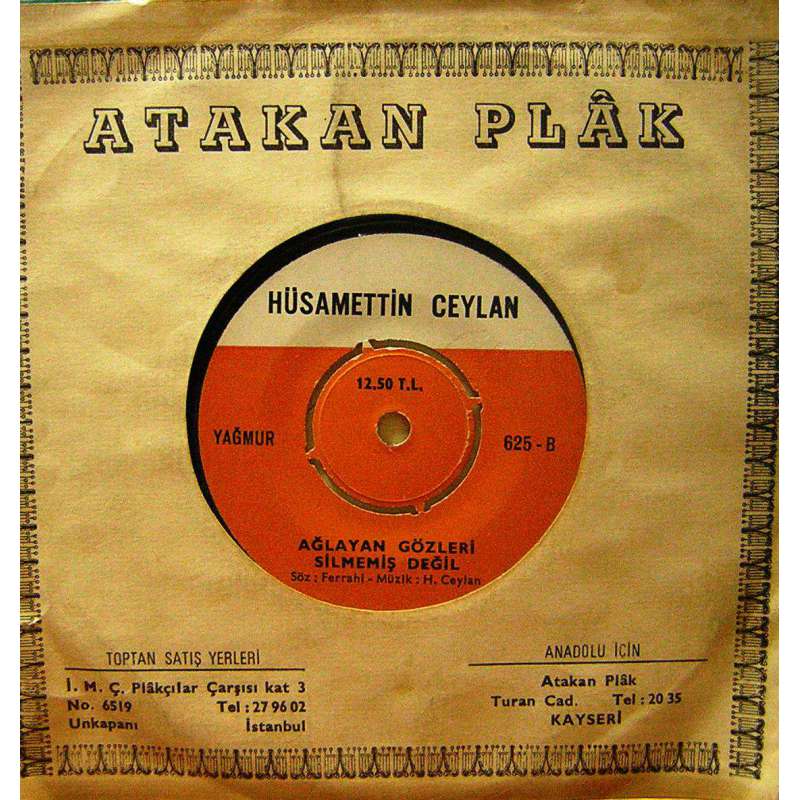 ATAKAN PLÂK
HÜSAMETTİN CEYLAN
12.50 T.L.
YAĞMUR 625 - B
AĞLAYAN GÖZLERİ
SİLMEMİŞ DEĞİL
Söz : Ferrahi - Müzik : H. Ceylan
TOPTAN SATIŞ YERLERİ
İ. M. Ç. Plâkçılar Çarşısı kat 3
No. 6519 Tel : 27 96 02
Unkapanı İstanbul
ANADOLU İÇİN
Atakan Plâk
Turan Cad. Tel : 20 35
KAYSERİ